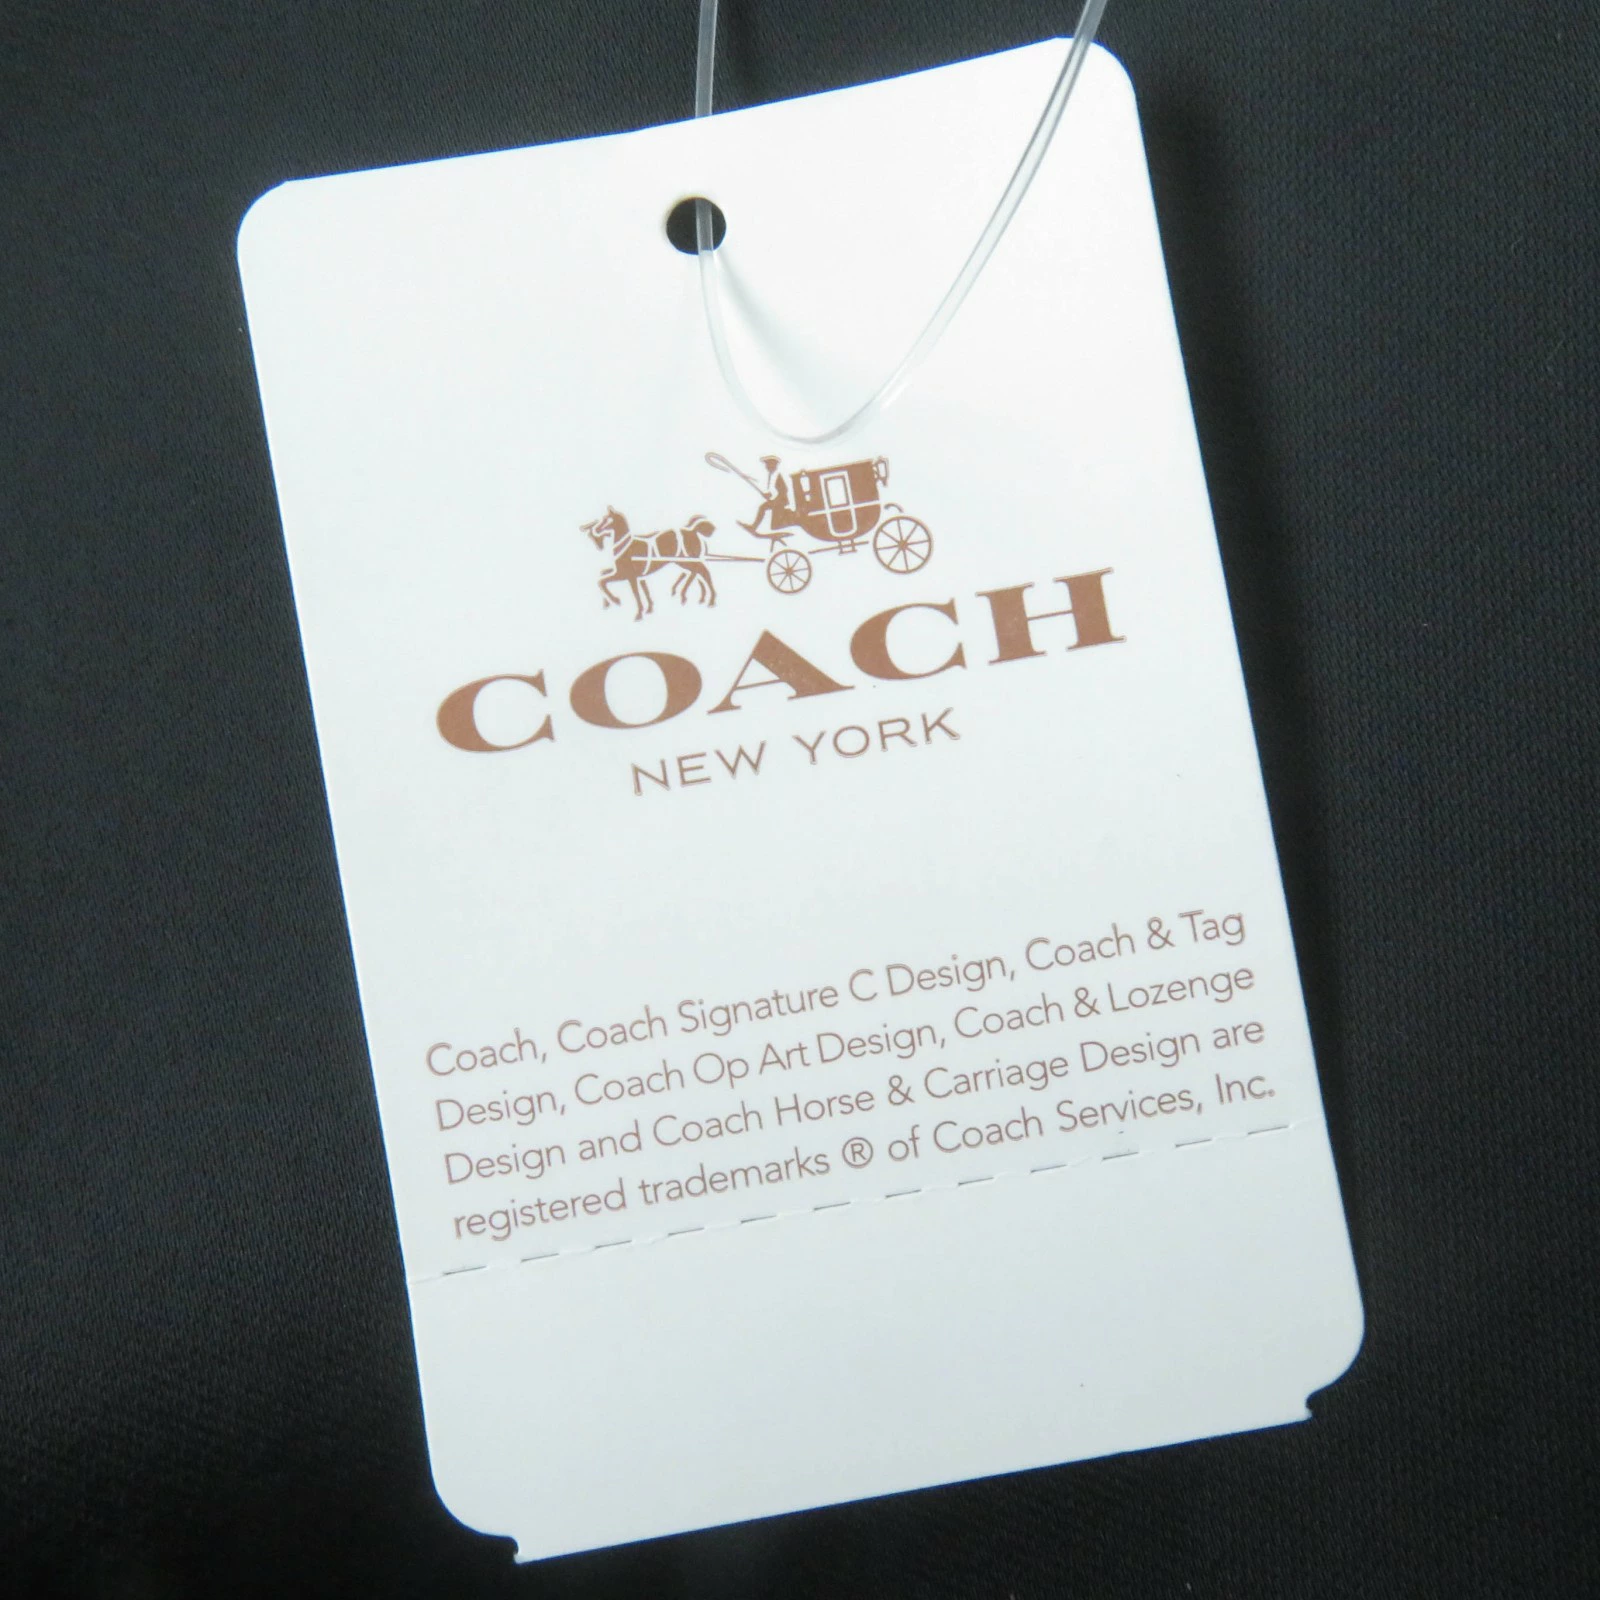 COACH
NEW YORK
Coach, Coach Signature C Design, Coach & Tag
Design, Coach Op Art Design, Coach & Lozenge
Design and Coach Horse & Carriage Design are
registered trademarks ® of Coach Services, Inc.